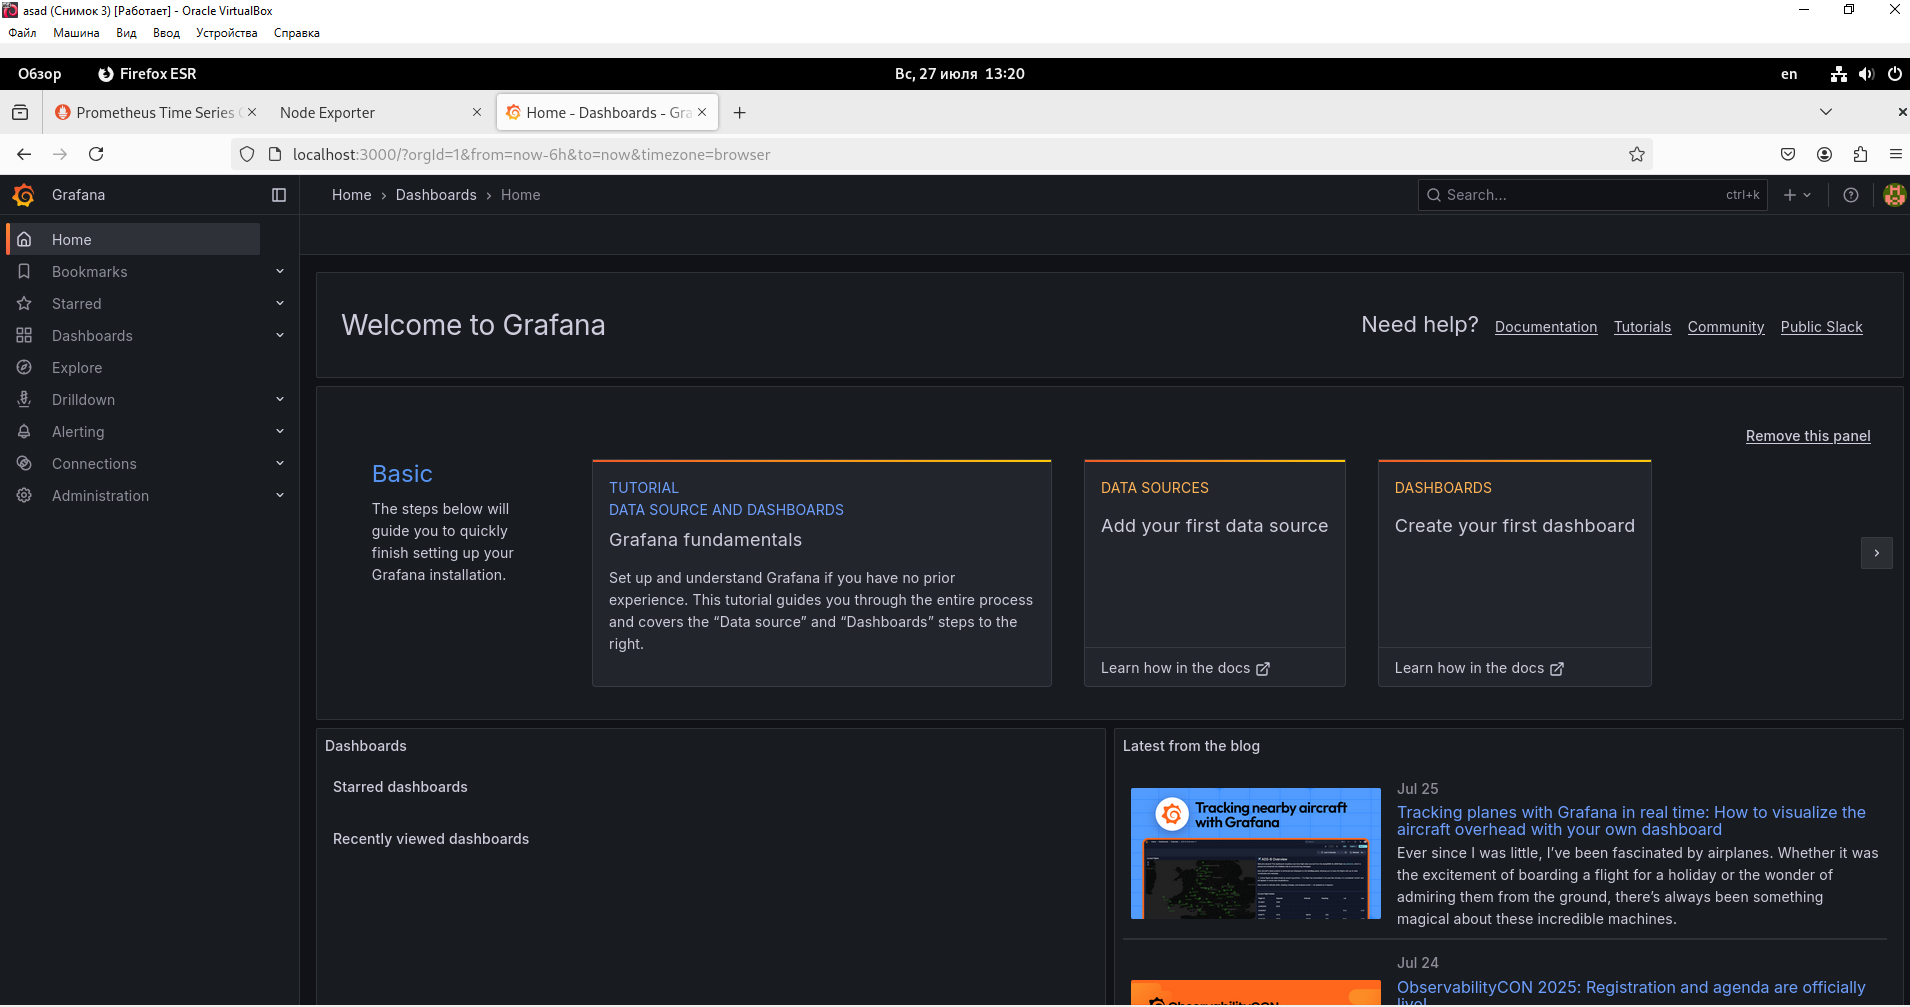 asad (Снимок 3) [Работает] - Oracle VirtualBox
Файл Машина Вид Ввод Устройства Справка
Обзор Firefox ESR Вс, 27 июля 13:20 en
Prometheus Time Series Node Exporter Home - Dashboards - Gra
localhost:3000/?orgId=1&from=now-6h&to=now&timezone=browser
Grafana
Home › Dashboards › Home
Search... ctrl+k
Home
Bookmarks
Starred
Dashboards
Explore
Drilldown
Alerting
Connections
Administration
Welcome to Grafana
Need help? Documentation Tutorials Community Public Slack
Remove this panel
Basic
The steps below will
guide you to quickly
finish setting up your
Grafana installation.
TUTORIAL
DATA SOURCE AND DASHBOARDS
Grafana fundamentals
Set up and understand Grafana if you have no prior
experience. This tutorial guides you through the entire process
and covers the “Data source” and “Dashboards” steps to the
right.
DATA SOURCES
Add your first data source
Learn how in the docs
DASHBOARDS
Create your first dashboard
Learn how in the docs
Dashboards
Starred dashboards
Recently viewed dashboards
Latest from the blog
Tracking nearby aircraft
with Grafana
Jul 25
Tracking planes with Grafana in real time: How to visualize the
aircraft overhead with your own dashboard
Ever since I was little, I’ve been fascinated by airplanes. Whether it was
the excitement of boarding a flight for a holiday or the wonder of
admiring them from the ground, there’s always been something
magical about these incredible machines.
Jul 24
ObservabilityCON 2025: Registration and agenda are officially
live!
ObservabilityCON